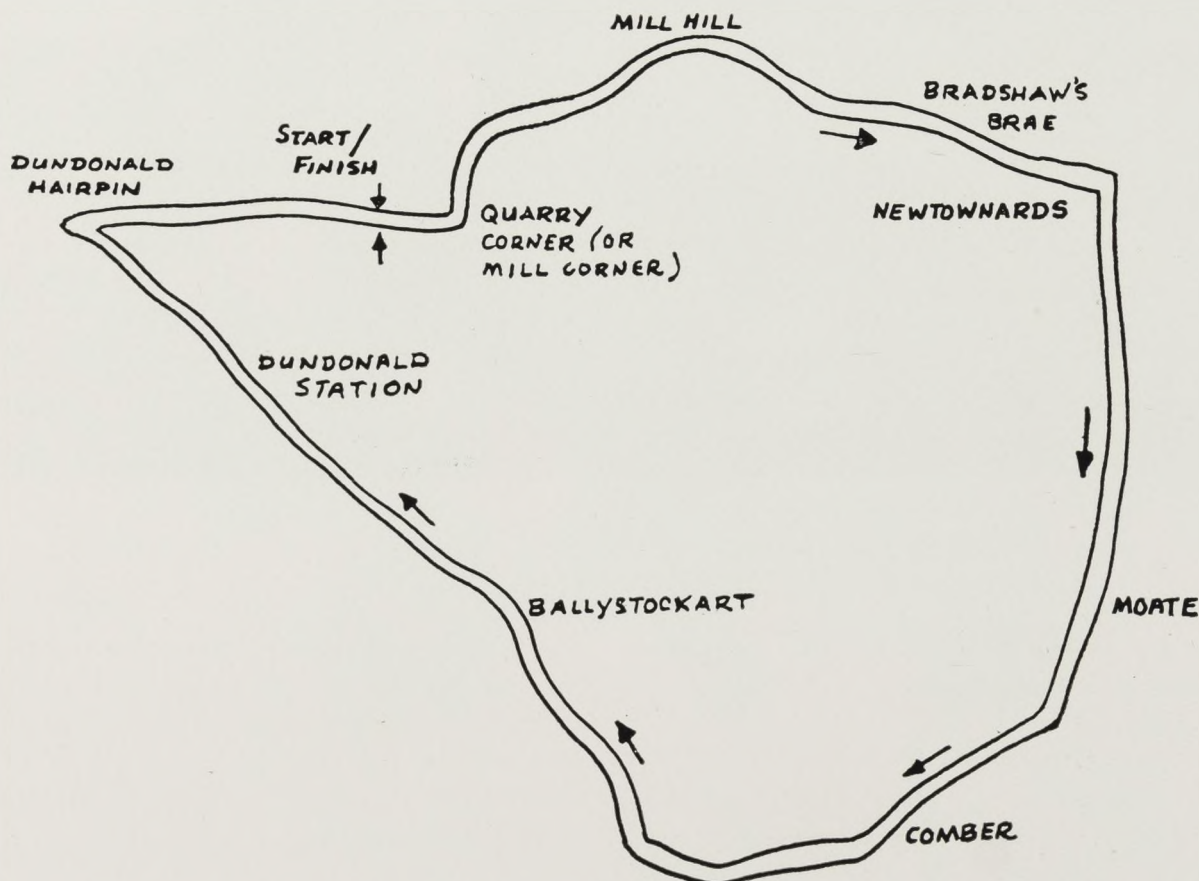 MILL HILL
BRADSHAW'S
BRAE
START/
FINISH
DUNDONALD
HAIRPIN
QUARRY
CORNER (OR
MILL CORNER)
NEWTOWNARDS
DUNDONALD
STATION
BALLYSTOCKART
MOATE
COMBER